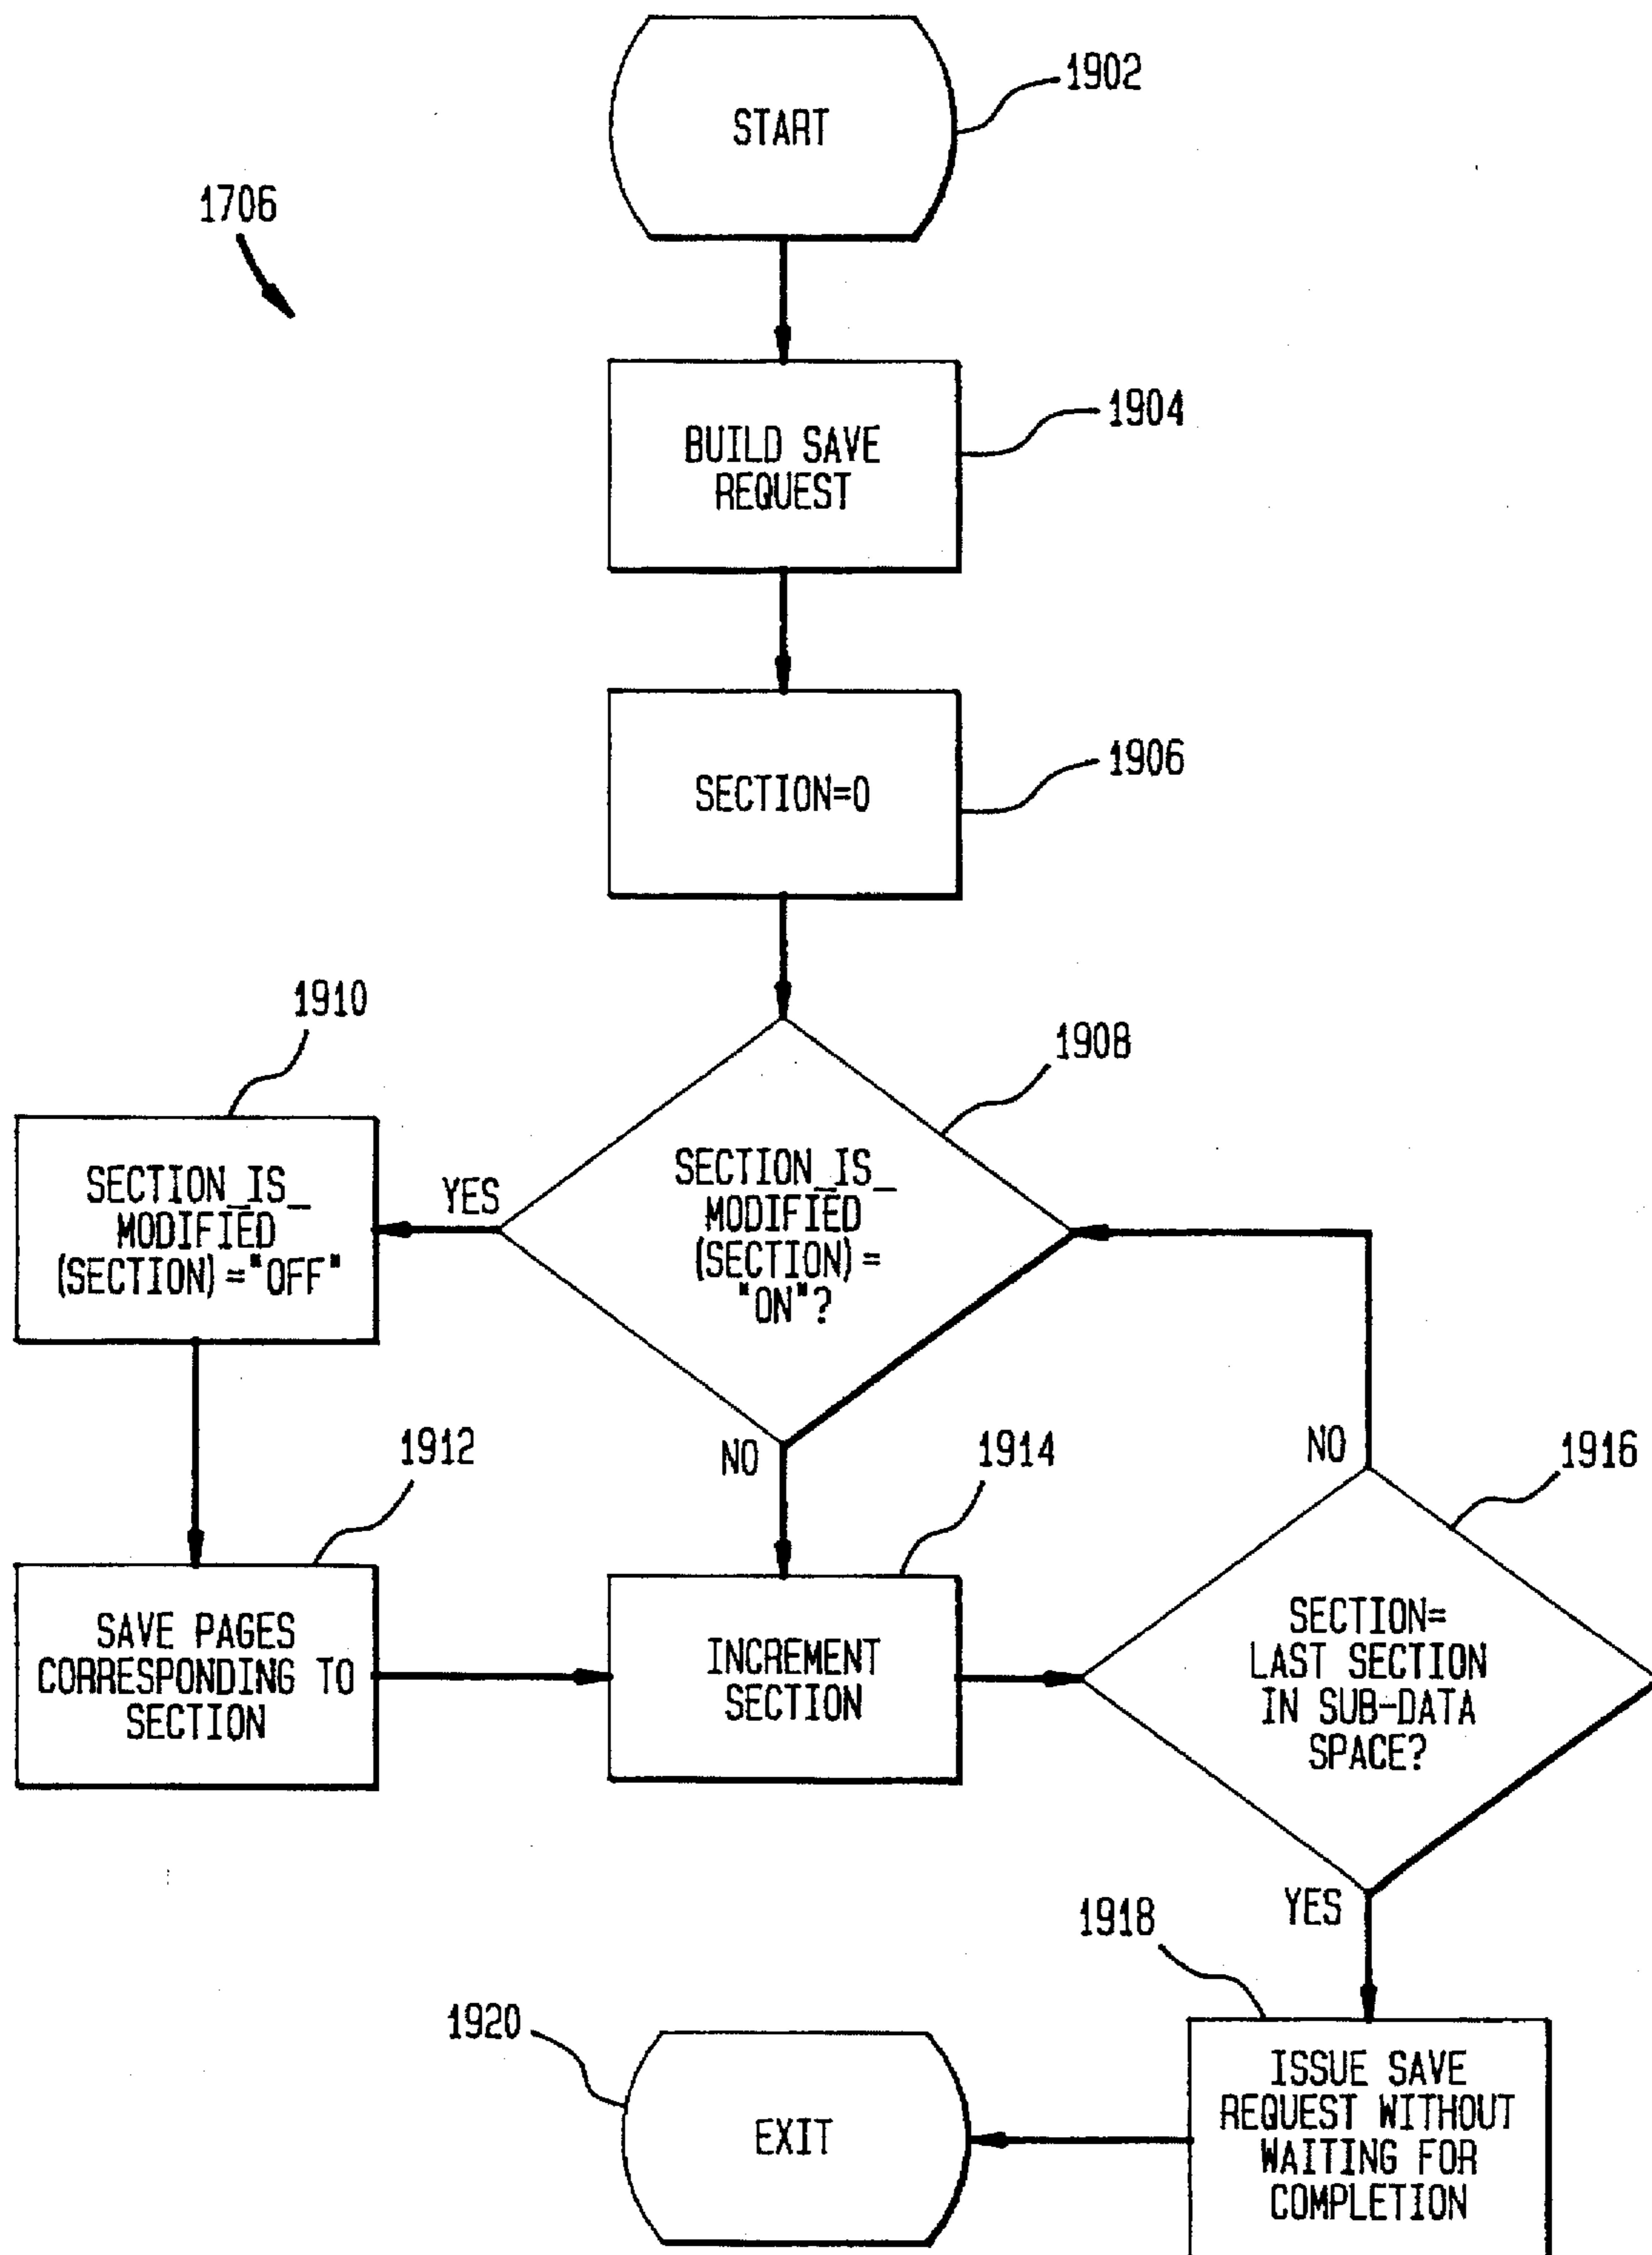 1902
START
1706
1904
BUILD SAVE
REQUEST
1906
SECTION=0
1910
1908
SECTION_IS_
MODIFIED
(SECTION)="OFF"
YES
SECTION_IS_
MODIFIED
(SECTION)=
"ON"?
1912
NO
1914
NO
1916
SAVE PAGES
CORRESPONDING TO
SECTION
INCREMENT
SECTION
SECTION=
LAST SECTION
IN SUB-DATA
SPACE?
YES
1918
1920
EXIT
ISSUE SAVE
REQUEST WITHOUT
WAITING FOR
COMPLETION